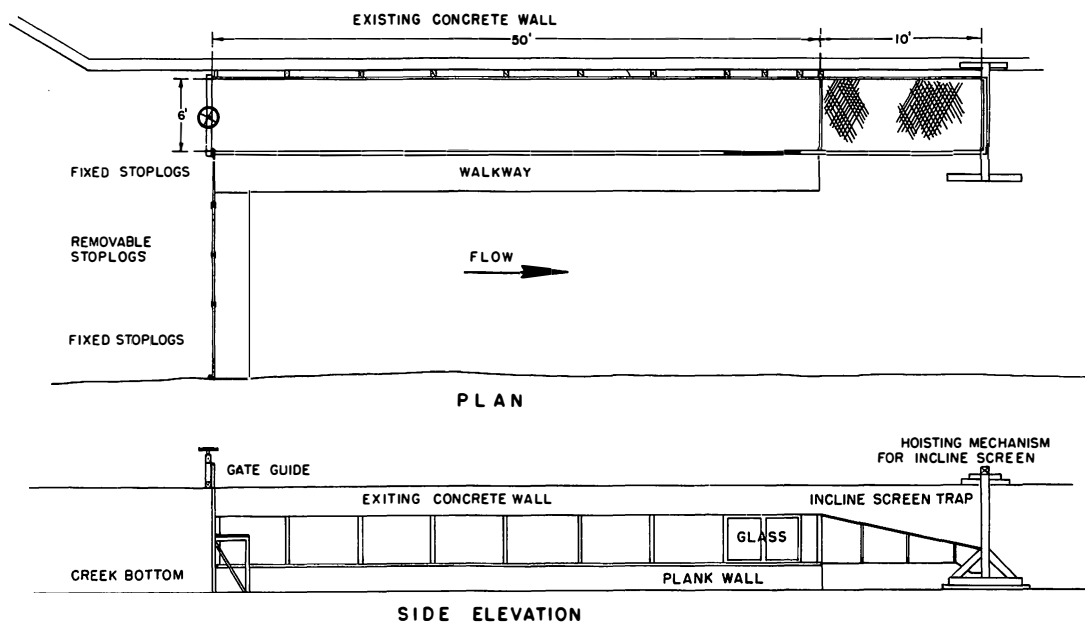 EXISTING CONCRETE WALL
50'
10'
6'
FIXED STOPLOGS
WALKWAY
REMOVABLE
STOPLOGS
FLOW
FIXED STOPLOGS
PLAN
HOISTING MECHANISM
FOR INCLINE SCREEN
GATE GUIDE
EXITING CONCRETE WALL
INCLINE SCREEN TRAP
GLASS
CREEK BOTTOM
PLANK WALL
SIDE ELEVATION